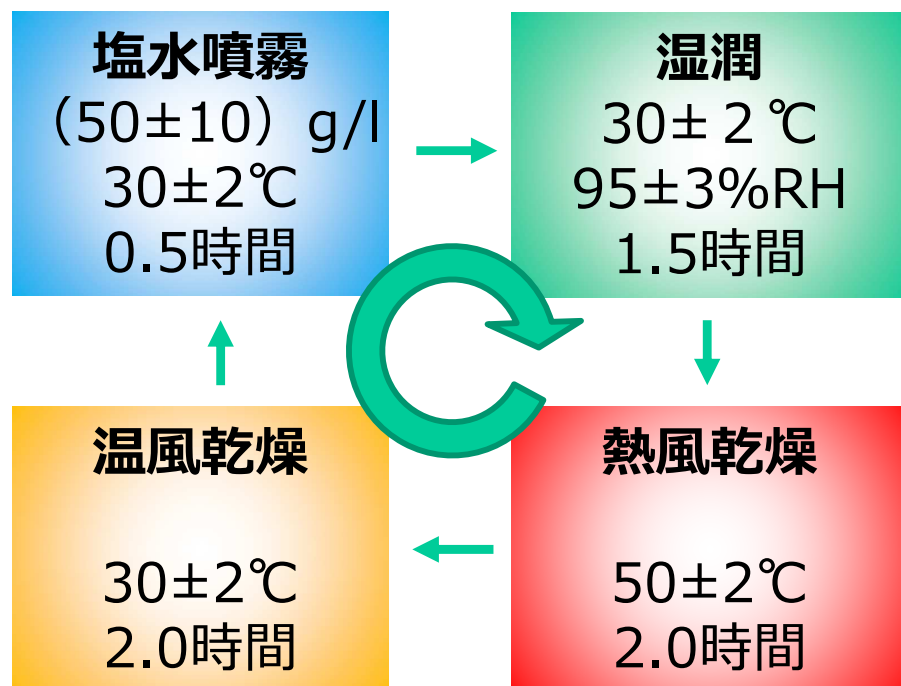 塩水噴霧
（50±10）g/l
30±2℃
0.5時間
湿潤
30±２℃
95±3%RH
1.5時間
温風乾燥
30±2℃
2.0時間
熱風乾燥
50±2℃
2.0時間